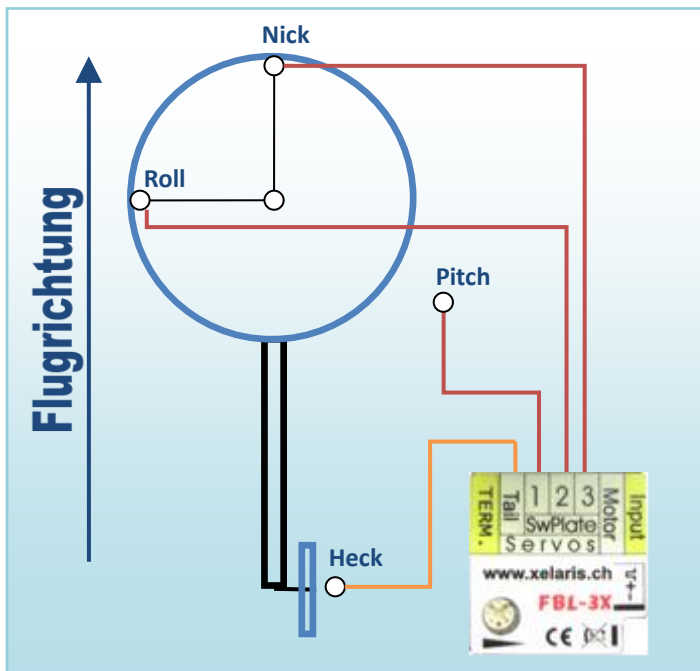 Nick
Roll
Pitch
Flugrichtung
Heck
TERM.
Tail
1 2 3
Motor
Input
SwPlate
Servos
www.xelaris.ch
FBL-3X
CE